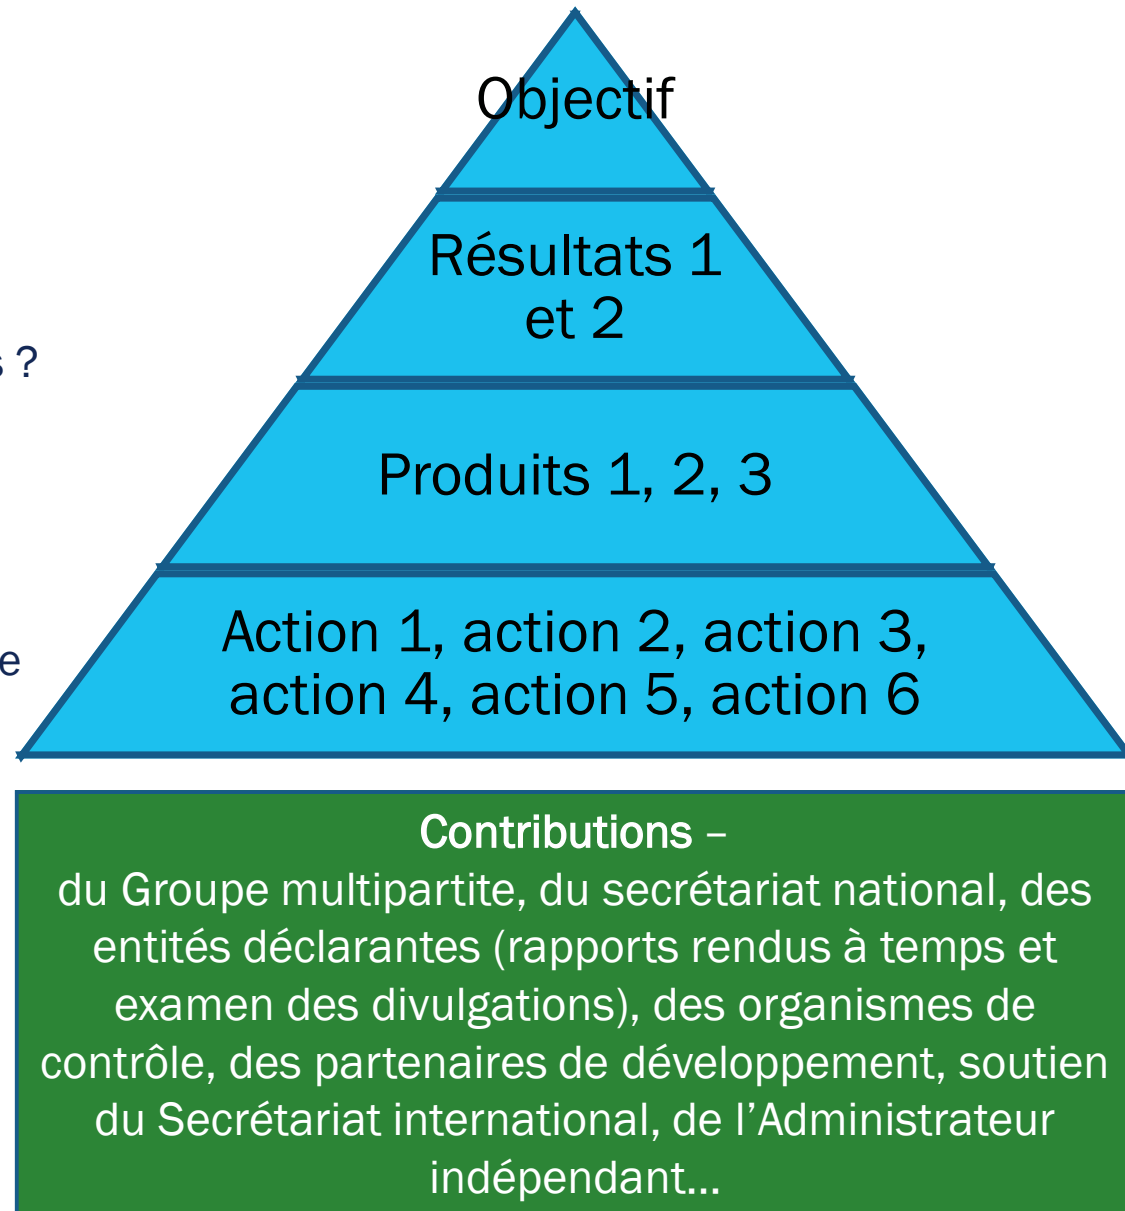 Objectif
Résultats 1
et 2
s ?
Produits 1, 2, 3
Action 1, action 2, action 3,
e
action 4, action 5, action 6
Contributions –
du Groupe multipartite, du secrétariat national, des
entités déclarantes (rapports rendus à temps et
examen des divulgations), des organismes de
contrôle, des partenaires de développement, soutien
du Secrétariat international, de l’Administrateur
indépendant...